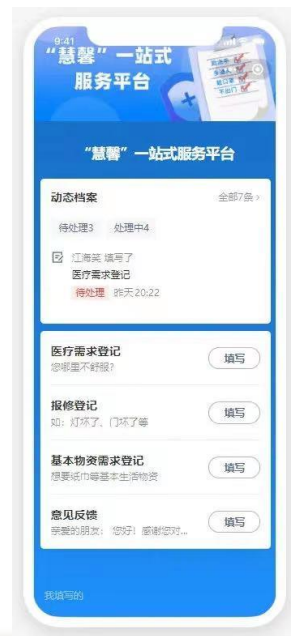 9:41
“慧馨”一站式
服务平台
“慧馨”一站式服务平台
动态档案
全部7条 >
待处理3 处理中4
江海笑 填写了
医疗需求登记
待处理 昨天20:22
医疗需求登记
您哪里不舒服?
填写
报修登记
如:灯坏了、门坏了等
填写
基本物资需求登记
想要纸巾等基本生活物资
填写
意见反馈
亲爱的朋友: 您好!感谢您对...
填写
我填写的